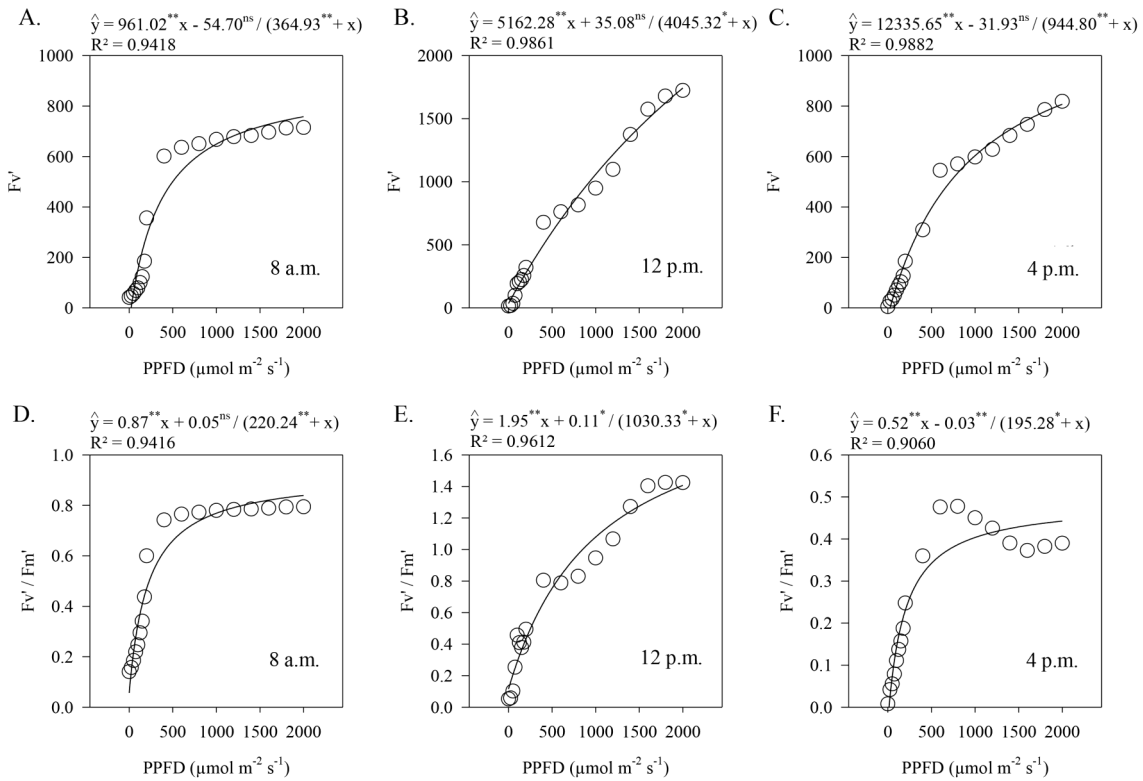 A.
ŷ = 961.02**x - 54.70ns / (364.93** + x)
R² = 0.9418
B.
ŷ = 5162.28**x + 35.08ns / (4045.32* + x)
R² = 0.9861
C.
ŷ = 12335.65**x - 31.93ns / (944.80** + x)
R² = 0.9882
1000
800
600
400
200
0
Fv'
0 500 1000 1500 2000
PPFD (µmol m-2 s-1)
8 a.m.
2000
1500
1000
500
0
Fv'
0 500 1000 1500 2000
PPFD (µmol m-2 s-1)
12 p.m.
1000
800
600
400
200
0
Fv'
0 500 1000 1500 2000
PPFD (µmol m-2 s-1)
4 p.m.
D.
ŷ = 0.87**x + 0.05ns / (220.24** + x)
R² = 0.9416
E.
ŷ = 1.95**x + 0.11* / (1030.33* + x)
R² = 0.9612
F.
ŷ = 0.52**x - 0.03** / (195.28* + x)
R² = 0.9060
1.0
0.8
0.6
0.4
0.2
0.0
Fv' / Fm'
0 500 1000 1500 2000
PPFD (µmol m-2 s-1)
8 a.m.
1.6
1.4
1.2
1.0
0.8
0.6
0.4
0.2
0.0
Fv' / Fm'
0 500 1000 1500 2000
PPFD (µmol m-2 s-1)
12 p.m.
0.6
0.5
0.4
0.3
0.2
0.1
0.0
Fv' / Fm'
0 500 1000 1500 2000
PPFD (µmol m-2 s-1)
4 p.m.